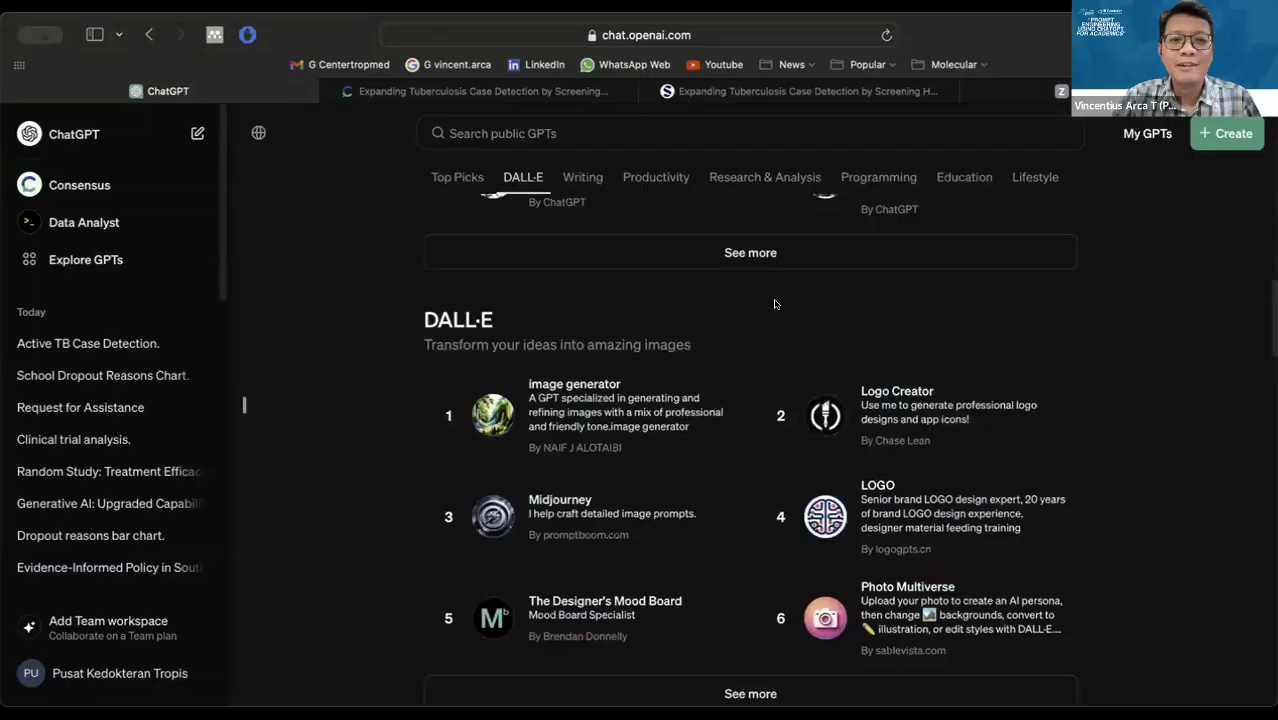 chat.openai.com
G Centertropmed
G vincent.arca
LinkedIn
WhatsApp Web
Youtube
News
Popular
Molecular
ChatGPT
Expanding Tuberculosis Case Detection by Screening...
Expanding Tuberculosis Case Detection by Screening H...
"PROMPT
ENGINEERING
USING CHATGPT
FOR ACADEMICS"
Vincentius Arca T (P...
ChatGPT
Search public GPTs
My GPTs
+ Create
Consensus
Data Analyst
Explore GPTs
Top Picks
DALL·E
Writing
Productivity
Research & Analysis
Programming
Education
Lifestyle
By ChatGPT
By ChatGPT
See more
DALL·E
Transform your ideas into amazing images
1
image generator
A GPT specialized in generating and
refining images with a mix of professional
and friendly tone.image generator
By NAIF J ALOTAIBI
2
Logo Creator
Use me to generate professional logo
designs and app icons!
By Chase Lean
3
Midjourney
I help craft detailed image prompts.
By promptboom.com
4
LOGO
Senior brand LOGO design expert, 20 years
of brand LOGO design experience,
designer material feeding training
By logogpts.cn
5
The Designer's Mood Board
Mood Board Specialist
By Brendan Donnelly
6
Photo Multiverse
Upload your photo to create an AI persona,
then change 🖼️ backgrounds, convert to
✏️ illustration, or edit styles with DALL·E....
By sablevista.com
See more
Today
Active TB Case Detection.
School Dropout Reasons Chart.
Request for Assistance
Clinical trial analysis.
Random Study: Treatment Efficac
Generative AI: Upgraded Capabili
Dropout reasons bar chart.
Evidence-Informed Policy in Sout
Add Team workspace
Collaborate on a Team plan
PU
Pusat Kedokteran Tropis